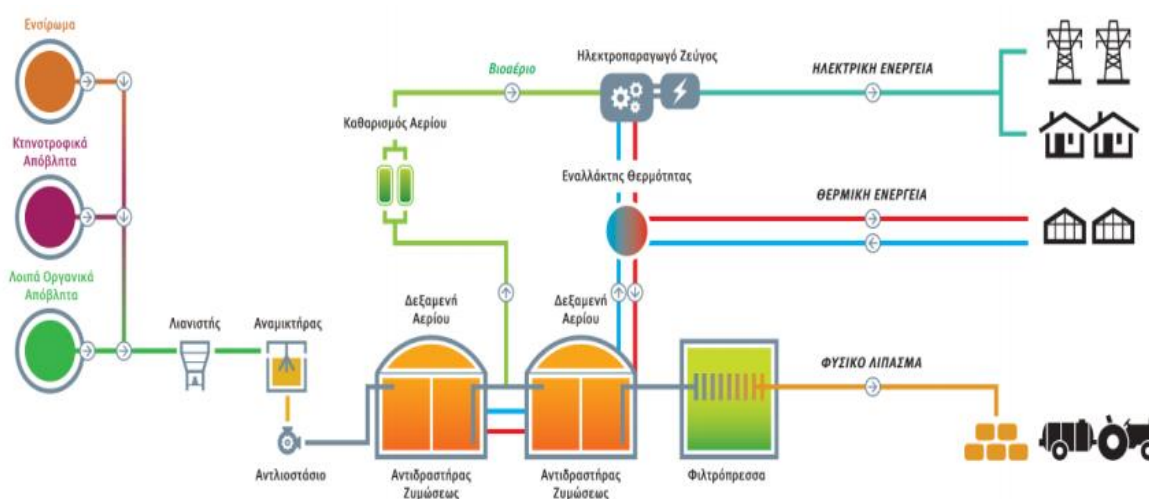 Ενσίρωμα
Κτηνοτροφικά
Απόβλητα
Λοιπά Οργανικά
Απόβλητα
Λιανιστής
Αναμικτήρας
Αντλιοστάσιο
Βιοαέριο
Καθαρισμός Αερίου
Ηλεκτροπαραγωγό Ζεύγος
Εναλλάκτης Θερμότητας
ΗΛΕΚΤΡΙΚΗ ΕΝΕΡΓΕΙΑ
ΘΕΡΜΙΚΗ ΕΝΕΡΓΕΙΑ
Δεξαμενή
Αερίου
Δεξαμενή
Αερίου
Αντιδραστήρας
Ζυμώσεως
Αντιδραστήρας
Ζυμώσεως
Φιλτρόπρεσσα
ΦΥΣΙΚΟ ΛΙΠΑΣΜΑ